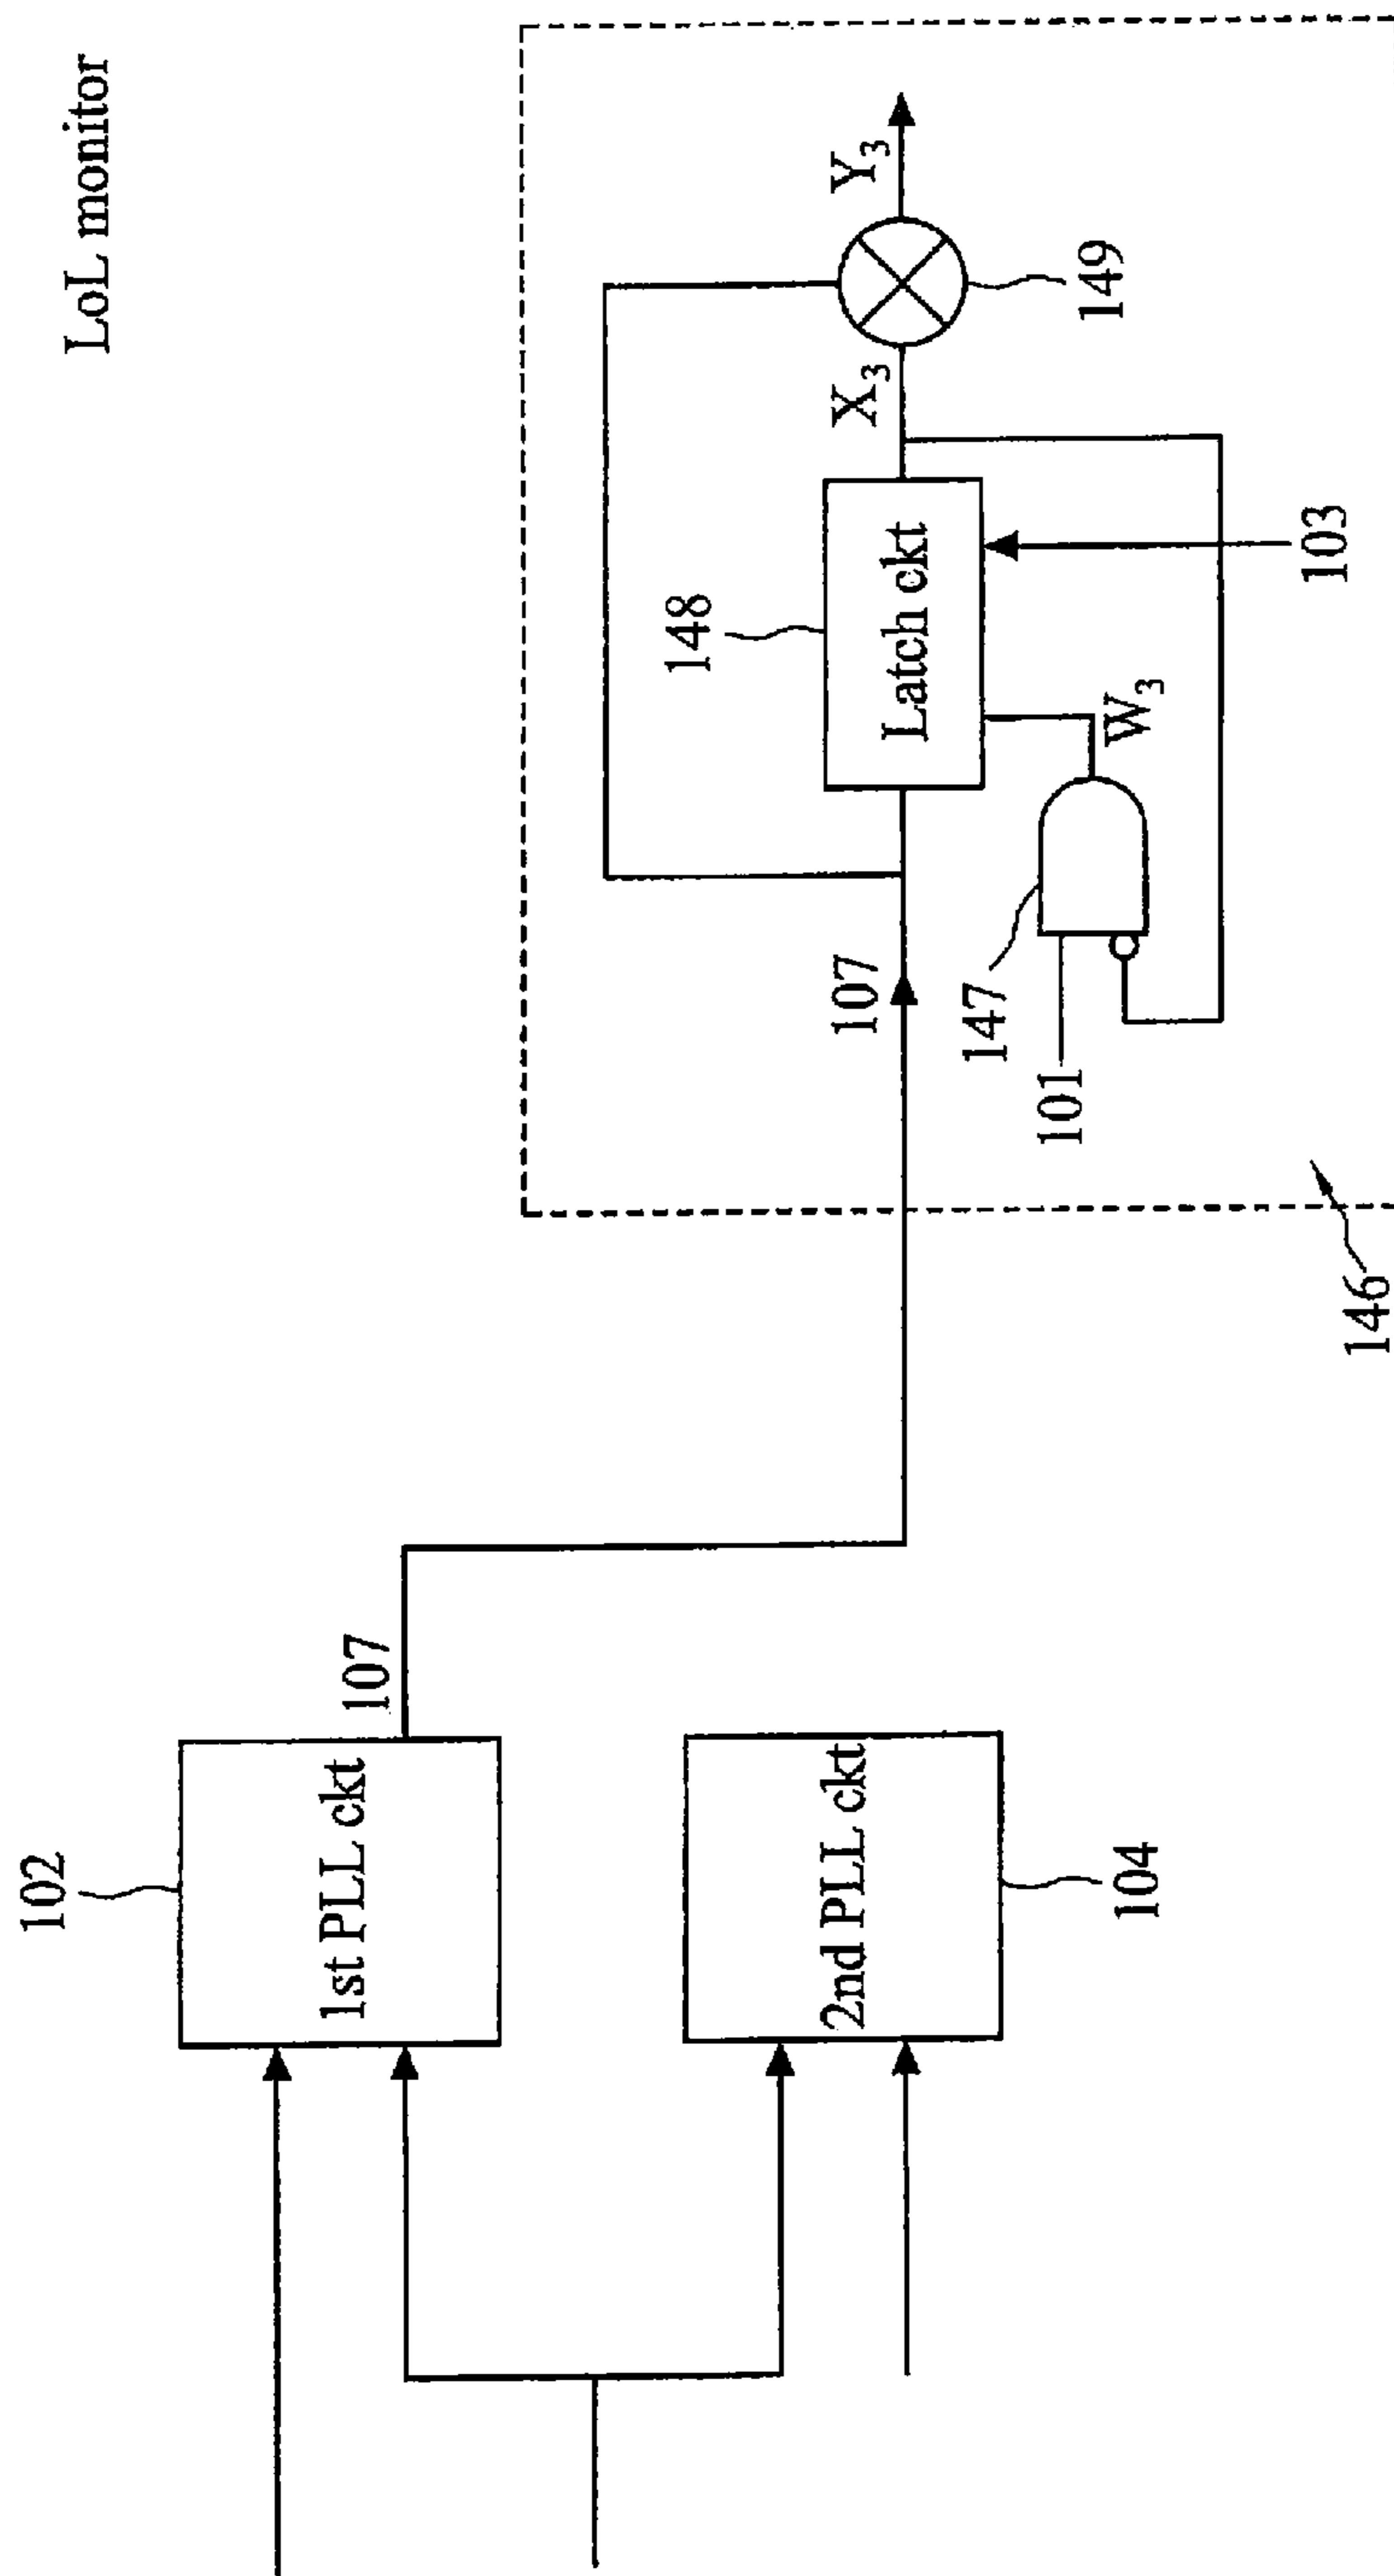 LoL monitor
102
1st PLL ckt
107
2nd PLL ckt
104
107
148
Latch ckt
X3
Y3
149
147
101
W3
103
146